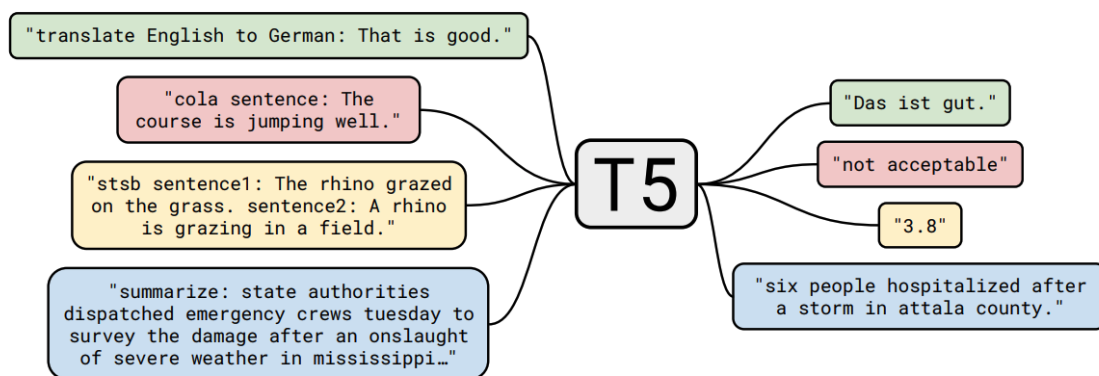 "translate English to German: That is good."
"cola sentence: The
course is jumping well."
"stsb sentence1: The rhino grazed
on the grass. sentence2: A rhino
is grazing in a field."
"summarize: state authorities
dispatched emergency crews tuesday to
survey the damage after an onslaught
of severe weather in mississippi…"
T5
"Das ist gut."
"not acceptable"
"3.8"
"six people hospitalized after
a storm in attala county."